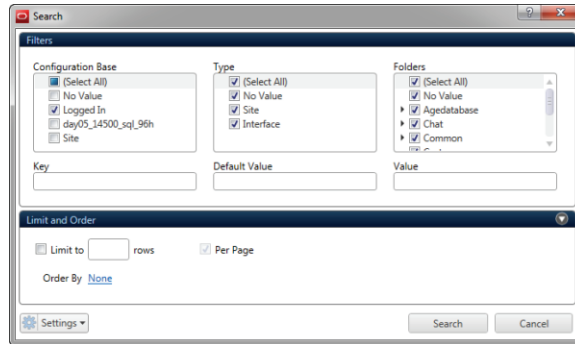 Search
Filters
Configuration Base
(Select All)
No Value
Logged In
day05_14500_sql_96h
Site
Type
(Select All)
No Value
Site
Interface
Folders
(Select All)
No Value
Agedatabase
Chat
Common
Key
Default Value
Value
Limit and Order
Limit to rows Per Page
Order By None
Settings
Search Cancel